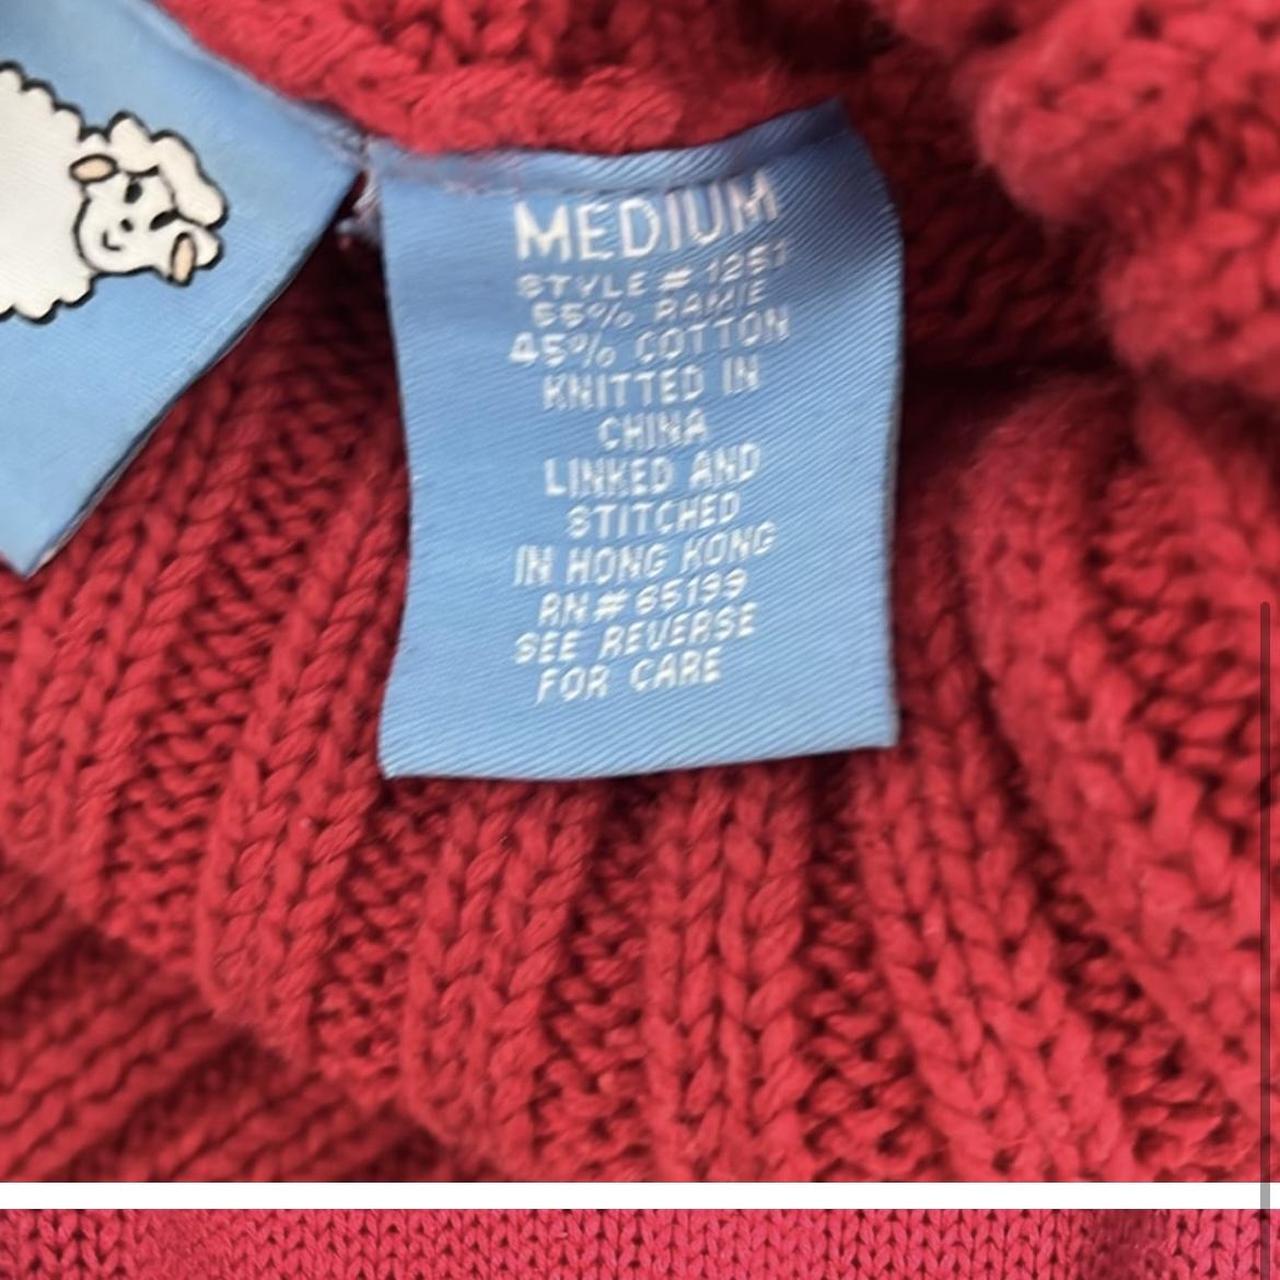 MEDIUM
STYLE # 1251
55% RAMIE
45% COTTON
KNITTED IN
CHINA
LINKED AND
STITCHED
IN HONG KONG
RN # 65199
SEE REVERSE
FOR CARE